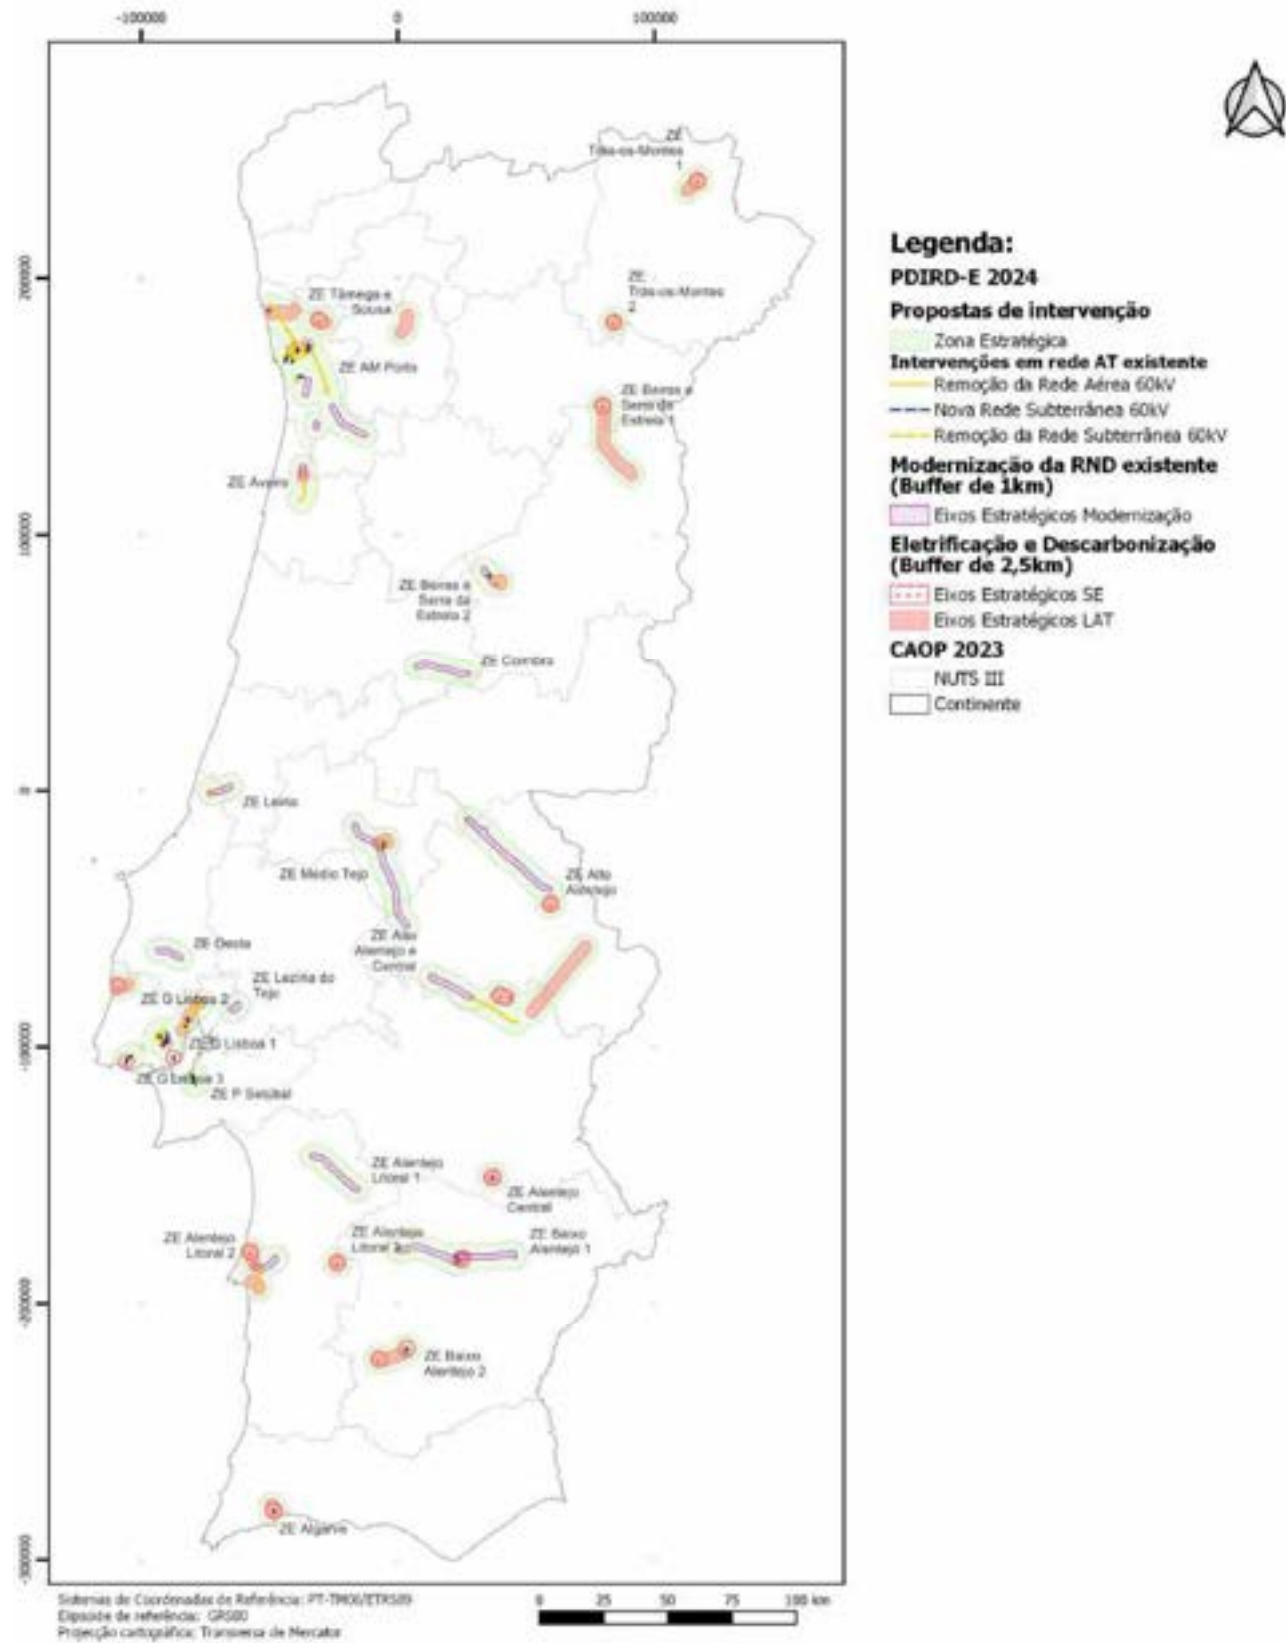 -100000 0 100000
200000
100000
0
-100000
-200000
-300000
ZE
Trás-os-Montes
1
ZE
Trás-os-Montes
2
ZE Tâmega e
Sousa
ZE AM Porto
ZE Beiras e
Serra da
Estrela 1
ZE Aveiro
ZE Beiras e
Serra da
Estrela 2
ZE Coimbra
ZE Leiria
ZE Médio Tejo
ZE Alto
Alentejo
ZE Alto
Alentejo e
Central
ZE Oeste
ZE Lezíria do
Tejo
ZE G Lisboa 2
ZE G Lisboa 1
ZE G Lisboa 3
ZE P Setúbal
ZE Alentejo
Litoral 1
ZE Alentejo
Central
ZE Alentejo
Litoral 2
ZE Alentejo
Litoral
ZE Baixo
Alentejo 1
ZE Baixo
Alentejo 2
ZE Algarve
Legenda:
PDIRD-E 2024
Propostas de intervenção
Zona Estratégica
Intervenções em rede AT existente
Remoção da Rede Aérea 60kV
Nova Rede Subterrânea 60kV
Remoção da Rede Subterrânea 60kV
Modernização da RND existente
(Buffer de 1km)
Eixos Estratégicos Modernização
Eletrificação e Descarbonização
(Buffer de 2,5km)
Eixos Estratégicos SE
Eixos Estratégicos LAT
CAOP 2023
NUTS III
Continente
Sistemas de Coordenadas de Referência: PT-TM06/ETRS89
Elipsoide de referência: GRS80
Projecção cartográfica: Transversa de Mercator
0 25 50 75 100 km